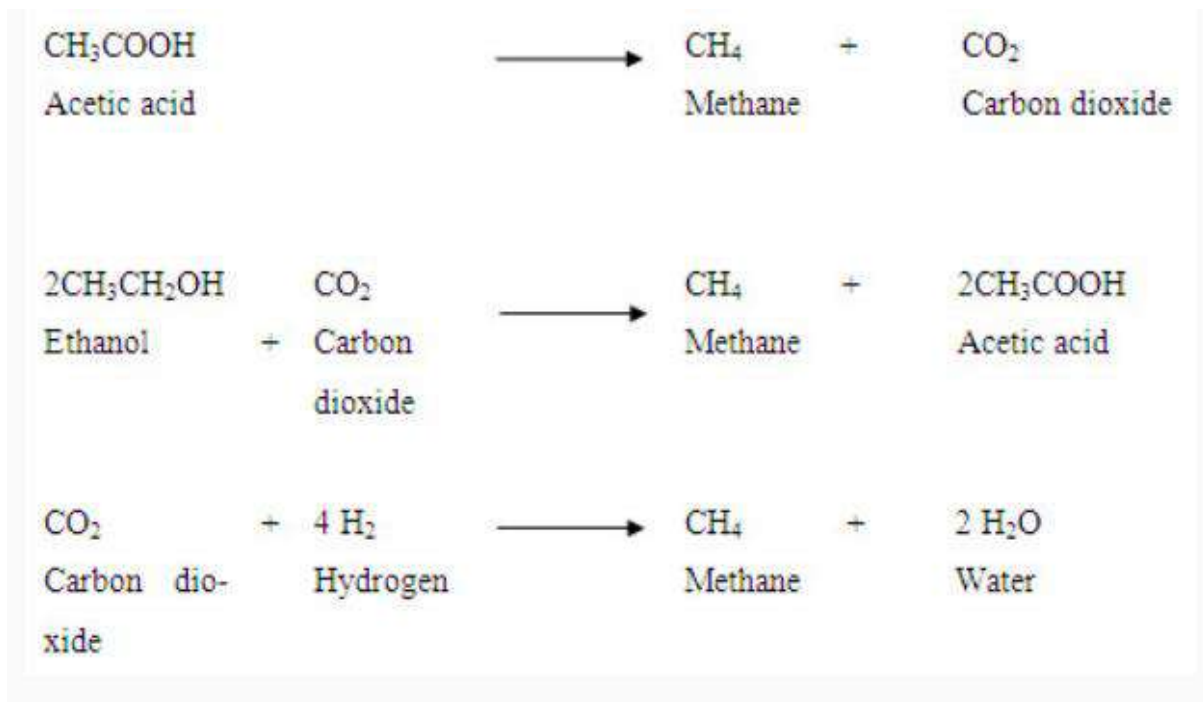 CH₃COOH CH₄ + CO₂
Acetic acid Methane Carbon dioxide
2CH₃CH₂OH CO₂ CH₄ + 2CH₃COOH
Ethanol + Carbon Methane Acetic acid
dioxide
CO₂ + 4 H₂ CH₄ + 2 H₂O
Carbon dio- Hydrogen Methane Water
xide